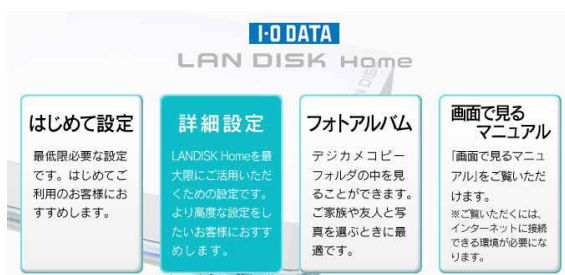 I-O DATA
LAN DISK Home
はじめて設定
最低限必要な設定
です。はじめてご
利用のお客様にお
すすめします。
詳細設定
LANDISK Homeを最
大限にご活用いただ
くための設定です。
より高度な設定をし
たいお客様におすす
めします。
フォトアルバム
デジカメコピー
フォルダの中を見
ることができます。
ご家族や友人と写
真を選ぶときに最
適です。
画面で見る
マニュアル
「画面で見るマニュ
アル」をご覧いただ
けます。
※ご覧いただくには、
インターネットに接続
できる環境が必要にな
ります。